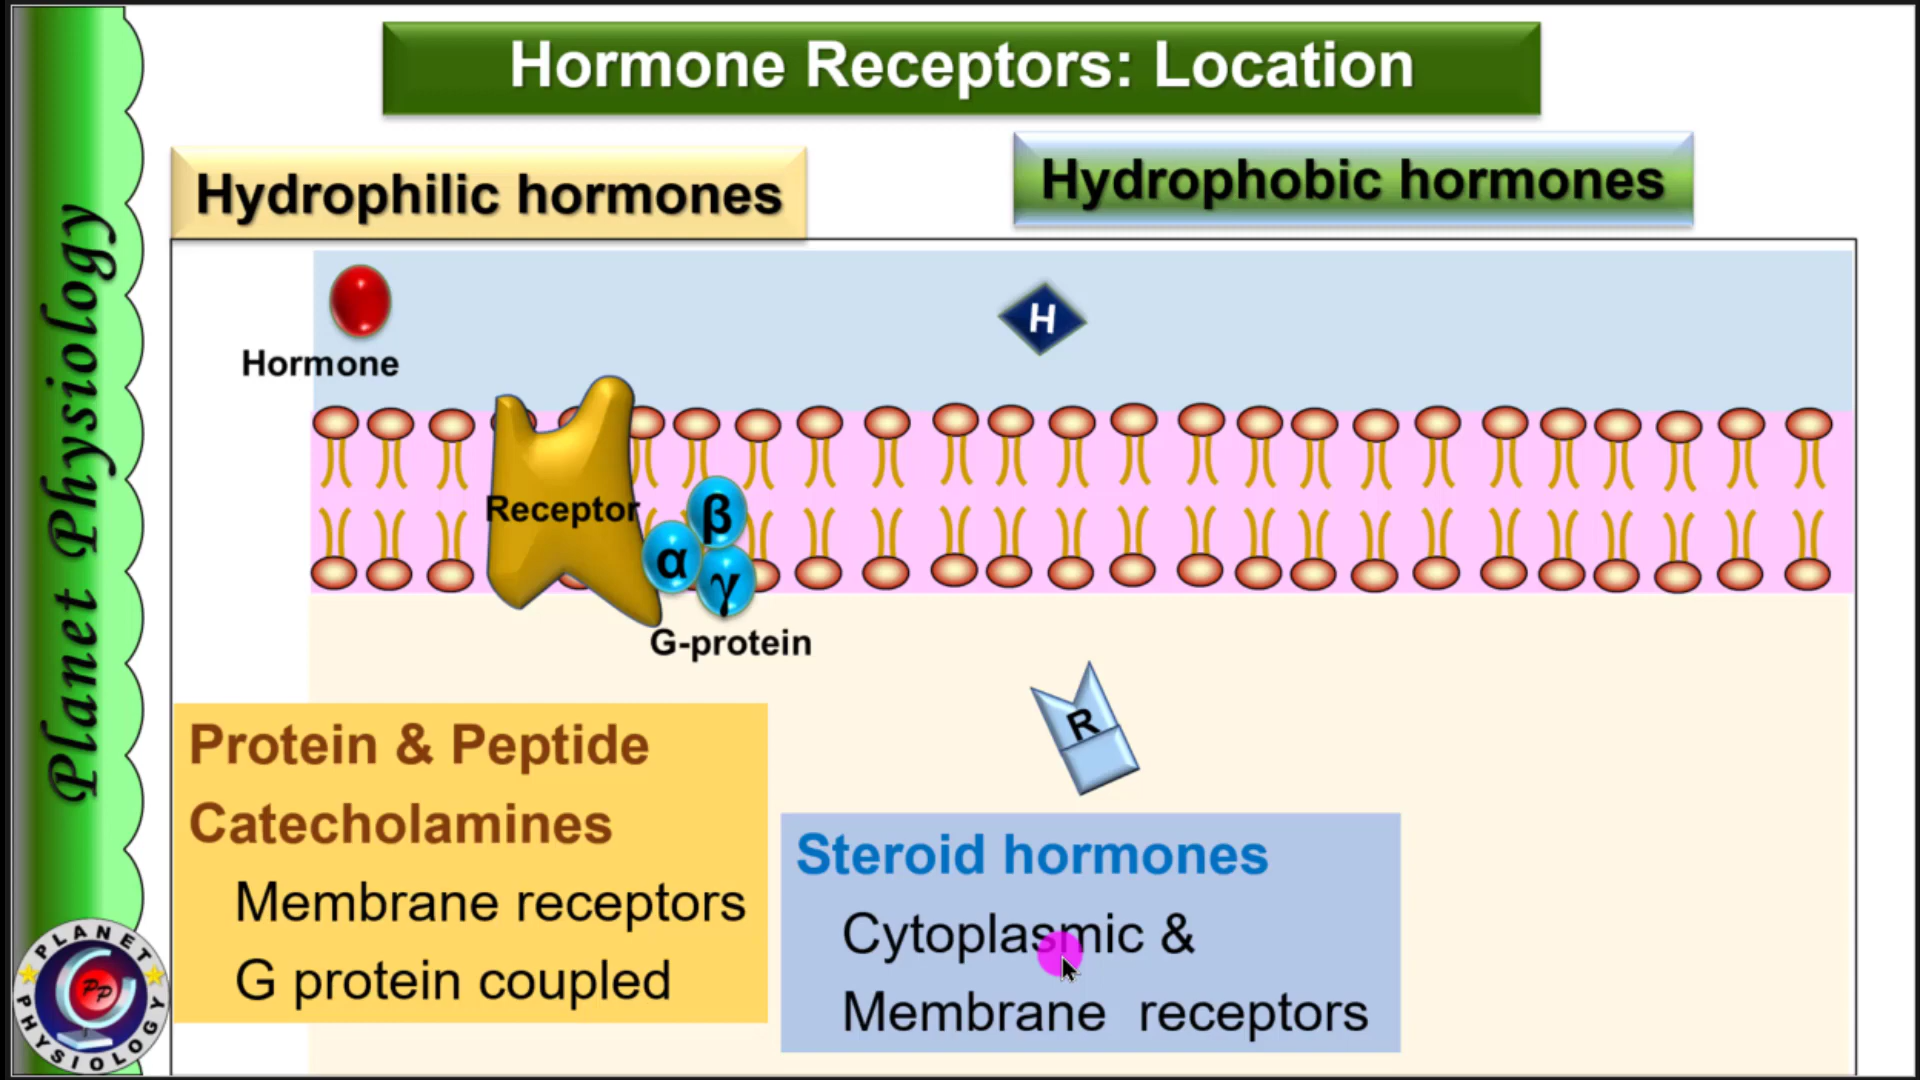 Hormone Receptors: Location
Hydrophilic hormones
Hydrophobic hormones
Planet Physiology
H
Hormone
Receptor
β
α
γ
G-protein
R
Protein & Peptide
Catecholamines
Membrane receptors
G protein coupled
Steroid hormones
Cytoplasmic &
Membrane receptors
PLANET
PP
PHYSIOLOGY